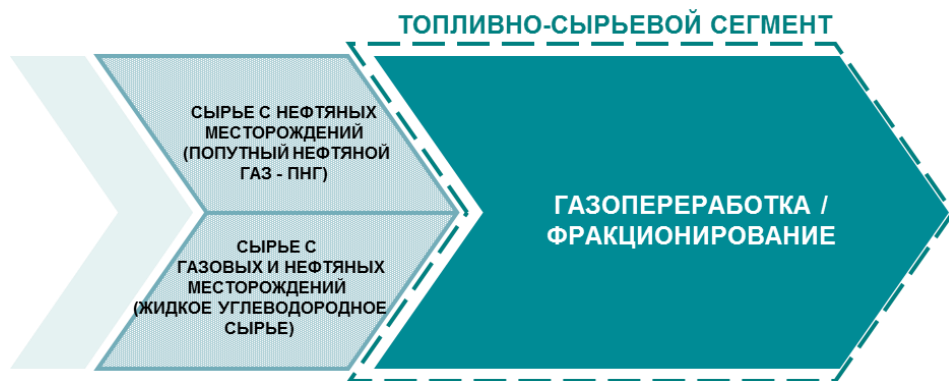 ТОПЛИВНО-СЫРЬЕВОЙ СЕГМЕНТ
СЫРЬЕ С НЕФТЯНЫХ
МЕСТОРОЖДЕНИЙ
(ПОПУТНЫЙ НЕФТЯНОЙ
ГАЗ - ПНГ)
СЫРЬЕ С
ГАЗОВЫХ И НЕФТЯНЫХ
МЕСТОРОЖДЕНИЙ
(ЖИДКОЕ УГЛЕВОДОРОДНОЕ
СЫРЬЕ)
ГАЗОПЕРЕРАБОТКА /
ФРАКЦИОНИРОВАНИЕ